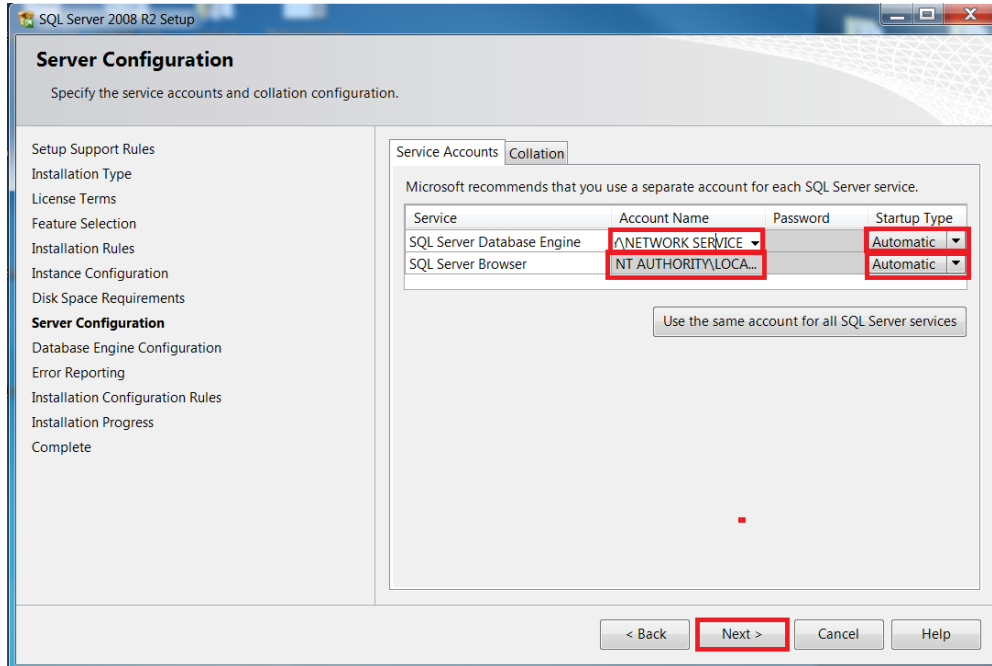 SQL Server 2008 R2 Setup
Server Configuration
Specify the service accounts and collation configuration.
Setup Support Rules
Installation Type
License Terms
Feature Selection
Installation Rules
Instance Configuration
Disk Space Requirements
Server Configuration
Database Engine Configuration
Error Reporting
Installation Configuration Rules
Installation Progress
Complete
Service Accounts Collation
Microsoft recommends that you use a separate account for each SQL Server service.
Service Account Name Password Startup Type
SQL Server Database Engine \NETWORK SERVICE Automatic
SQL Server Browser NT AUTHORITY\LOCA... Automatic
Use the same account for all SQL Server services
< Back Next > Cancel Help